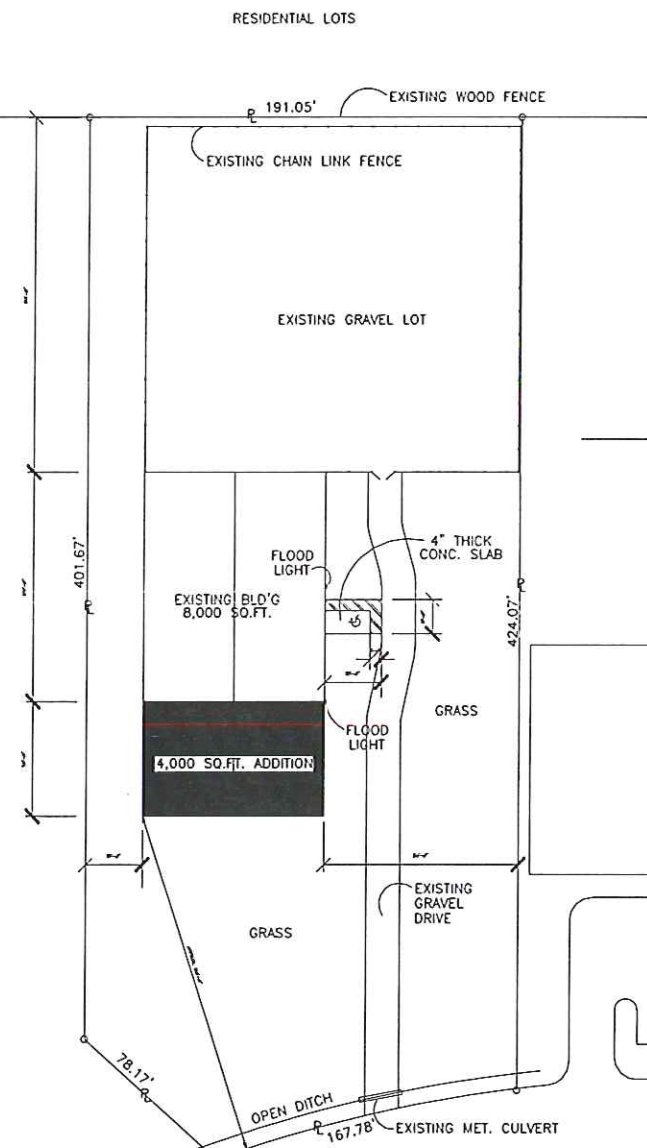 RESIDENTIAL LOTS
EXISTING WOOD FENCE
191.05'
EXISTING CHAIN LINK FENCE
EXISTING GRAVEL LOT
401.67'
4" THICK
CONC. SLAB
FLOOD
LIGHT
EXISTING BLD'G
8,000 SQ.FT.
424.07'
GRASS
FLOOD
LIGHT
4,000 SQ.FT. ADDITION
EXISTING
GRAVEL
DRIVE
GRASS
78.17'
OPEN DITCH
167.78'
EXISTING MET. CULVERT